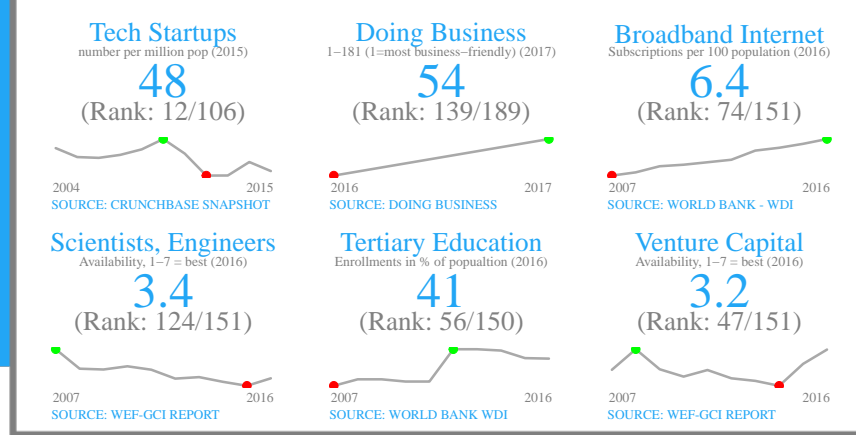 Tech Startups
number per million pop (2015)
48
(Rank: 12/106)
2004 2015
SOURCE: CRUNCHBASE SNAPSHOT
Doing Business
1−181 (1=most business−friendly) (2017)
54
(Rank: 139/189)
2016 2017
SOURCE: DOING BUSINESS
Broadband Internet
Subscriptions per 100 population (2016)
6.4
(Rank: 74/151)
2007 2016
SOURCE: WORLD BANK - WDI
Scientists, Engineers
Availability, 1−7 = best (2016)
3.4
(Rank: 124/151)
2007 2016
SOURCE: WEF-GCI REPORT
Tertiary Education
Enrollments in % of popualtion (2016)
41
(Rank: 56/150)
2007 2016
SOURCE: WORLD BANK WDI
Venture Capital
Availability, 1−7 = best (2016)
3.2
(Rank: 47/151)
2007 2016
SOURCE: WEF-GCI REPORT